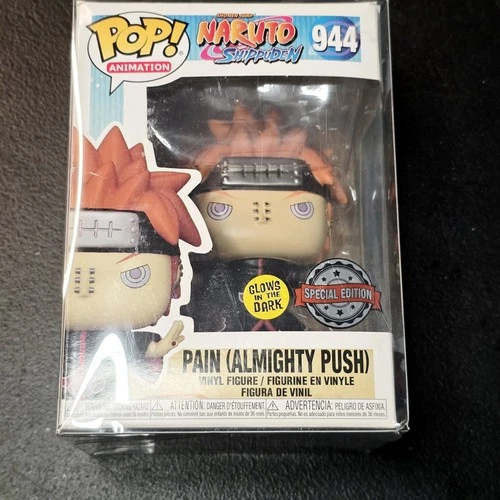 POP!
ANIMATION
NARUTO
SHIPPUDEN
944
GLOWS
IN THE
DARK
SPECIAL EDITION
PAIN (ALMIGHTY PUSH)
VINYL FIGURE / FIGURINE EN VINYLE
FIGURA DE VINIL
ATTENTION: DANGER D'ÉTOUFFEMENT
ADVERTENCIA: PELIGRO DE ASFIXIA.